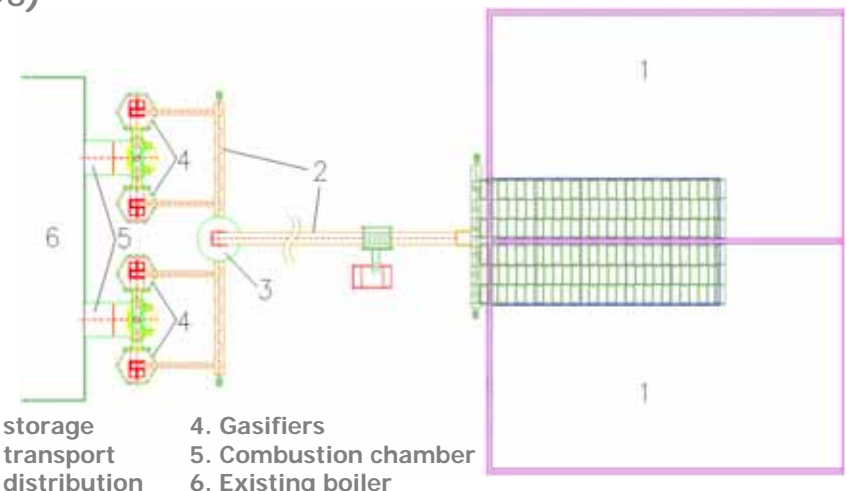 1
2
4
6
5
3
4
1
storage 4. Gasifiers
transport 5. Combustion chamber
distribution 6. Existing boiler